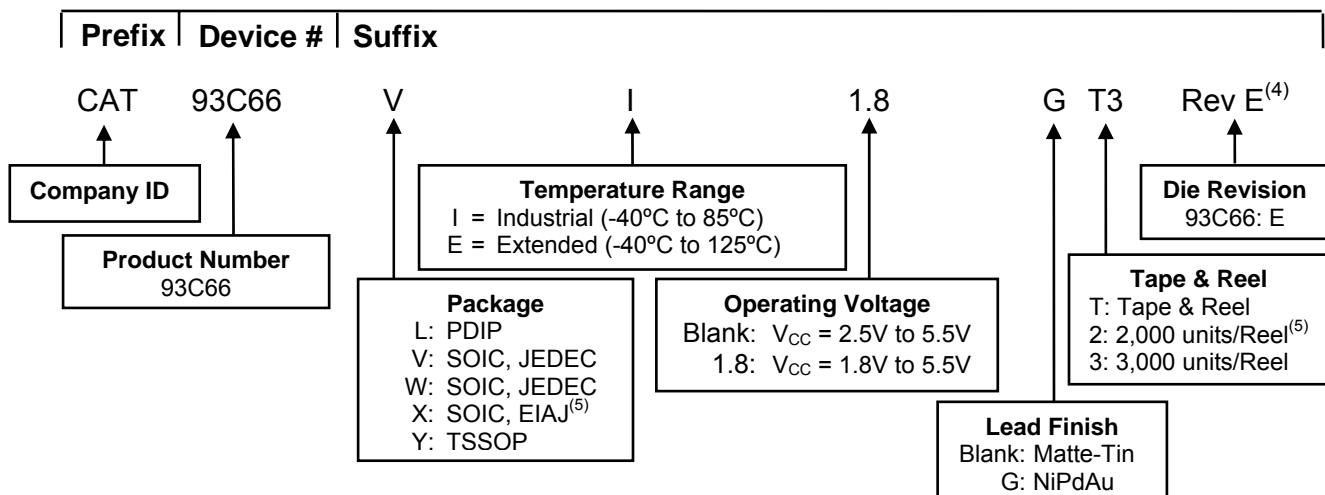 Prefix Device # Suffix
CAT 93C66 V I 1.8 G T3 Rev E(4)
Company ID
Temperature Range
I = Industrial (-40ºC to 85ºC)
E = Extended (-40ºC to 125ºC)
Die Revision
93C66: E
Product Number
93C66
Package
L: PDIP
V: SOIC, JEDEC
W: SOIC, JEDEC
X: SOIC, EIAJ(5)
Y: TSSOP
Operating Voltage
Blank: VCC = 2.5V to 5.5V
1.8: VCC = 1.8V to 5.5V
Tape & Reel
T: Tape & Reel
2: 2,000 units/Reel(5)
3: 3,000 units/Reel
Lead Finish
Blank: Matte-Tin
G: NiPdAu